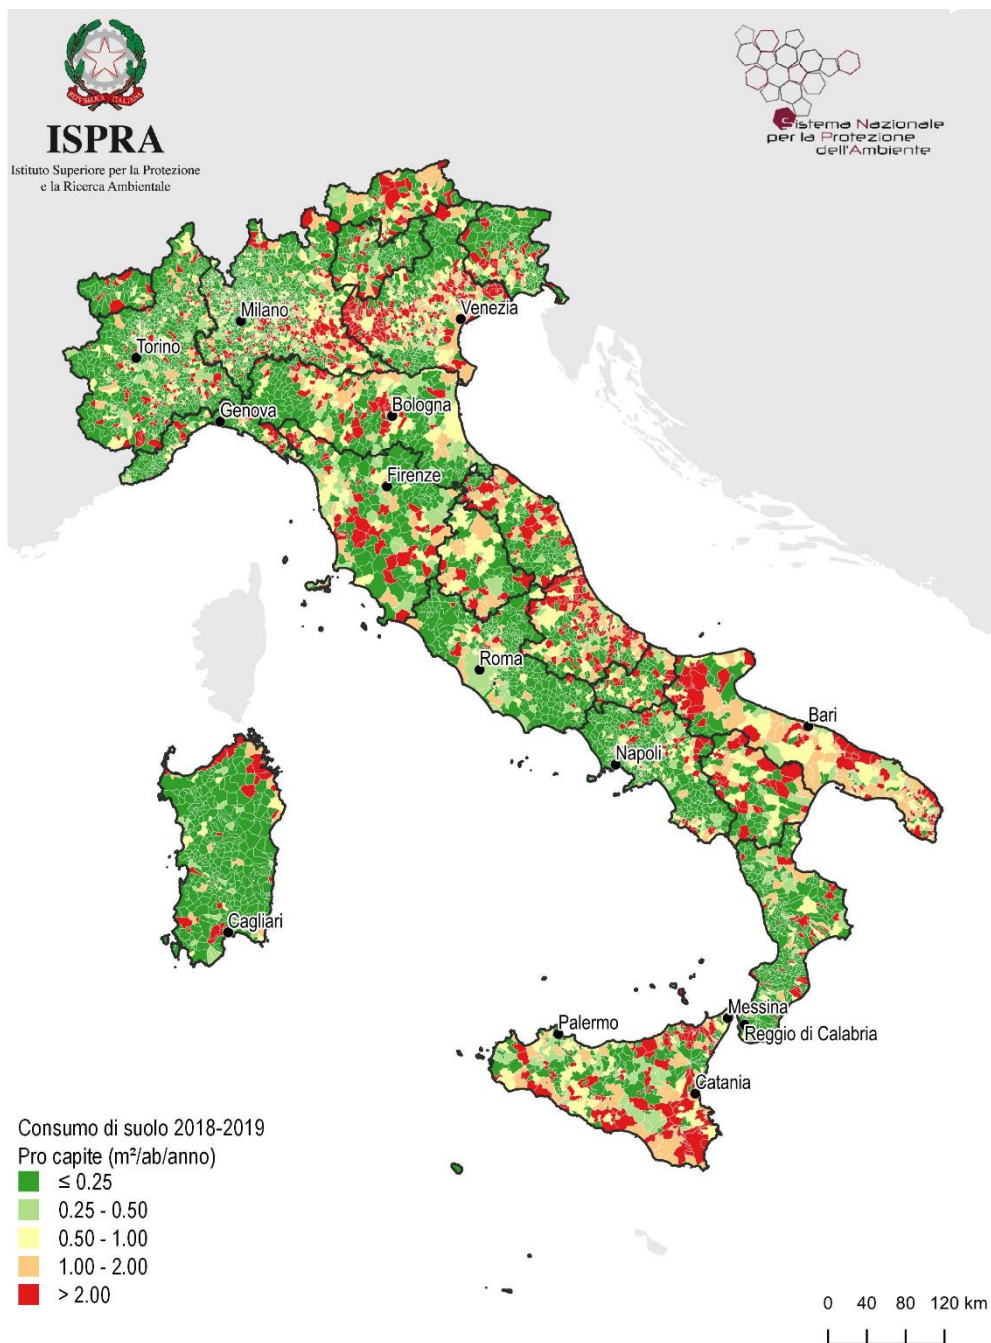 REPVBBLICA ITALIANA
ISPRA
Istituto Superiore per la Protezione
e la Ricerca Ambientale
Sistema Nazionale
per la Protezione
dell'Ambiente
Milano
Venezia
Torino
Genova
Bologna
Firenze
Roma
Bari
Napoli
Cagliari
Messina
Palermo
Reggio di Calabria
Catania
Consumo di suolo 2018-2019
Pro capite (m²/ab/anno)
≤ 0.25
0.25 - 0.50
0.50 - 1.00
1.00 - 2.00
> 2.00
0 40 80 120 km